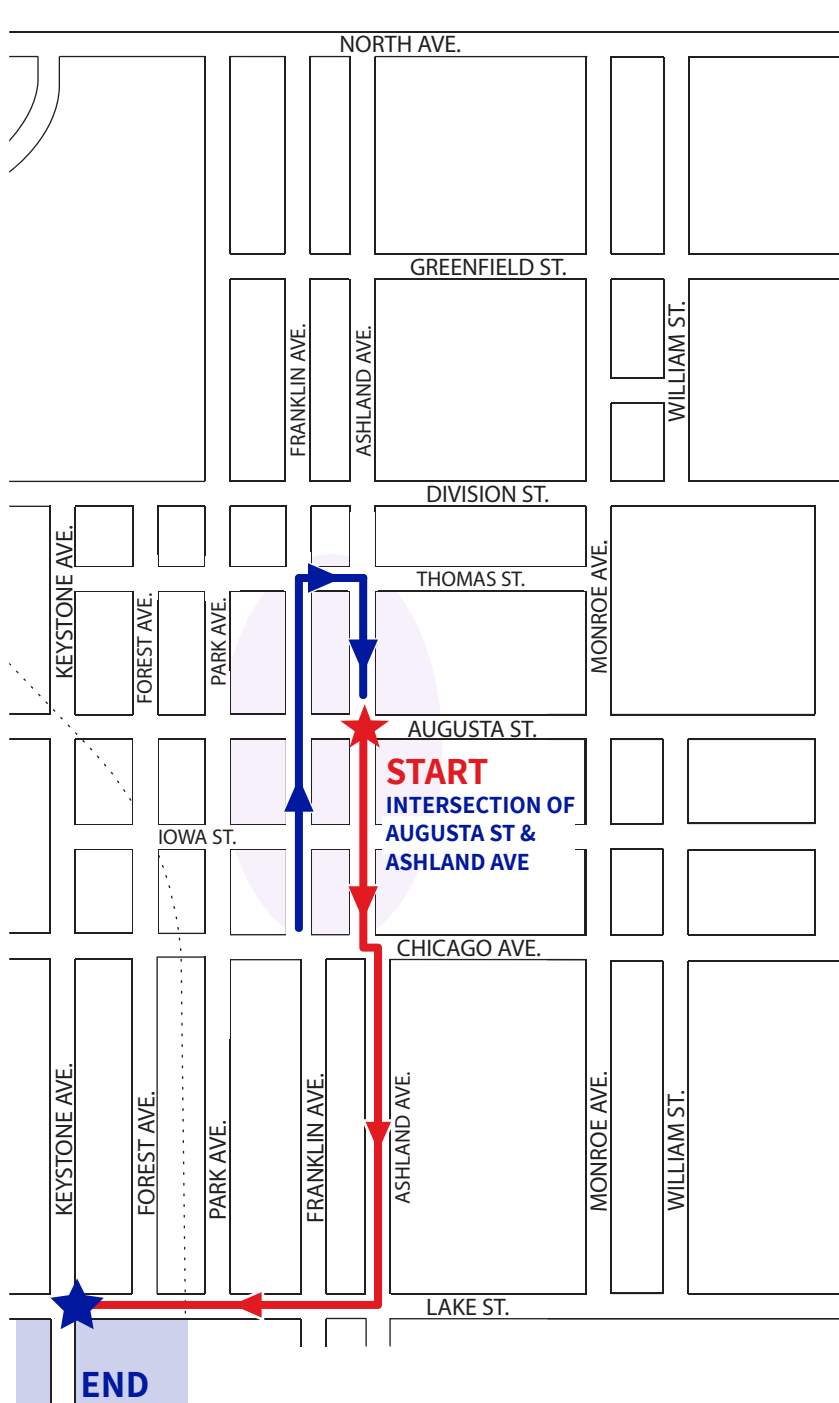 NORTH AVE.
GREENFIELD ST.
FRANKLIN AVE.
ASHLAND AVE.
WILLIAM ST.
DIVISION ST.
KEYSTONE AVE.
FOREST AVE.
PARK AVE.
THOMAS ST.
MONROE AVE.
AUGUSTA ST.
START
INTERSECTION OF
AUGUSTA ST &
ASHLAND AVE
IOWA ST.
CHICAGO AVE.
KEYSTONE AVE.
FOREST AVE.
PARK AVE.
FRANKLIN AVE.
ASHLAND AVE.
MONROE AVE.
WILLIAM ST.
LAKE ST.
END